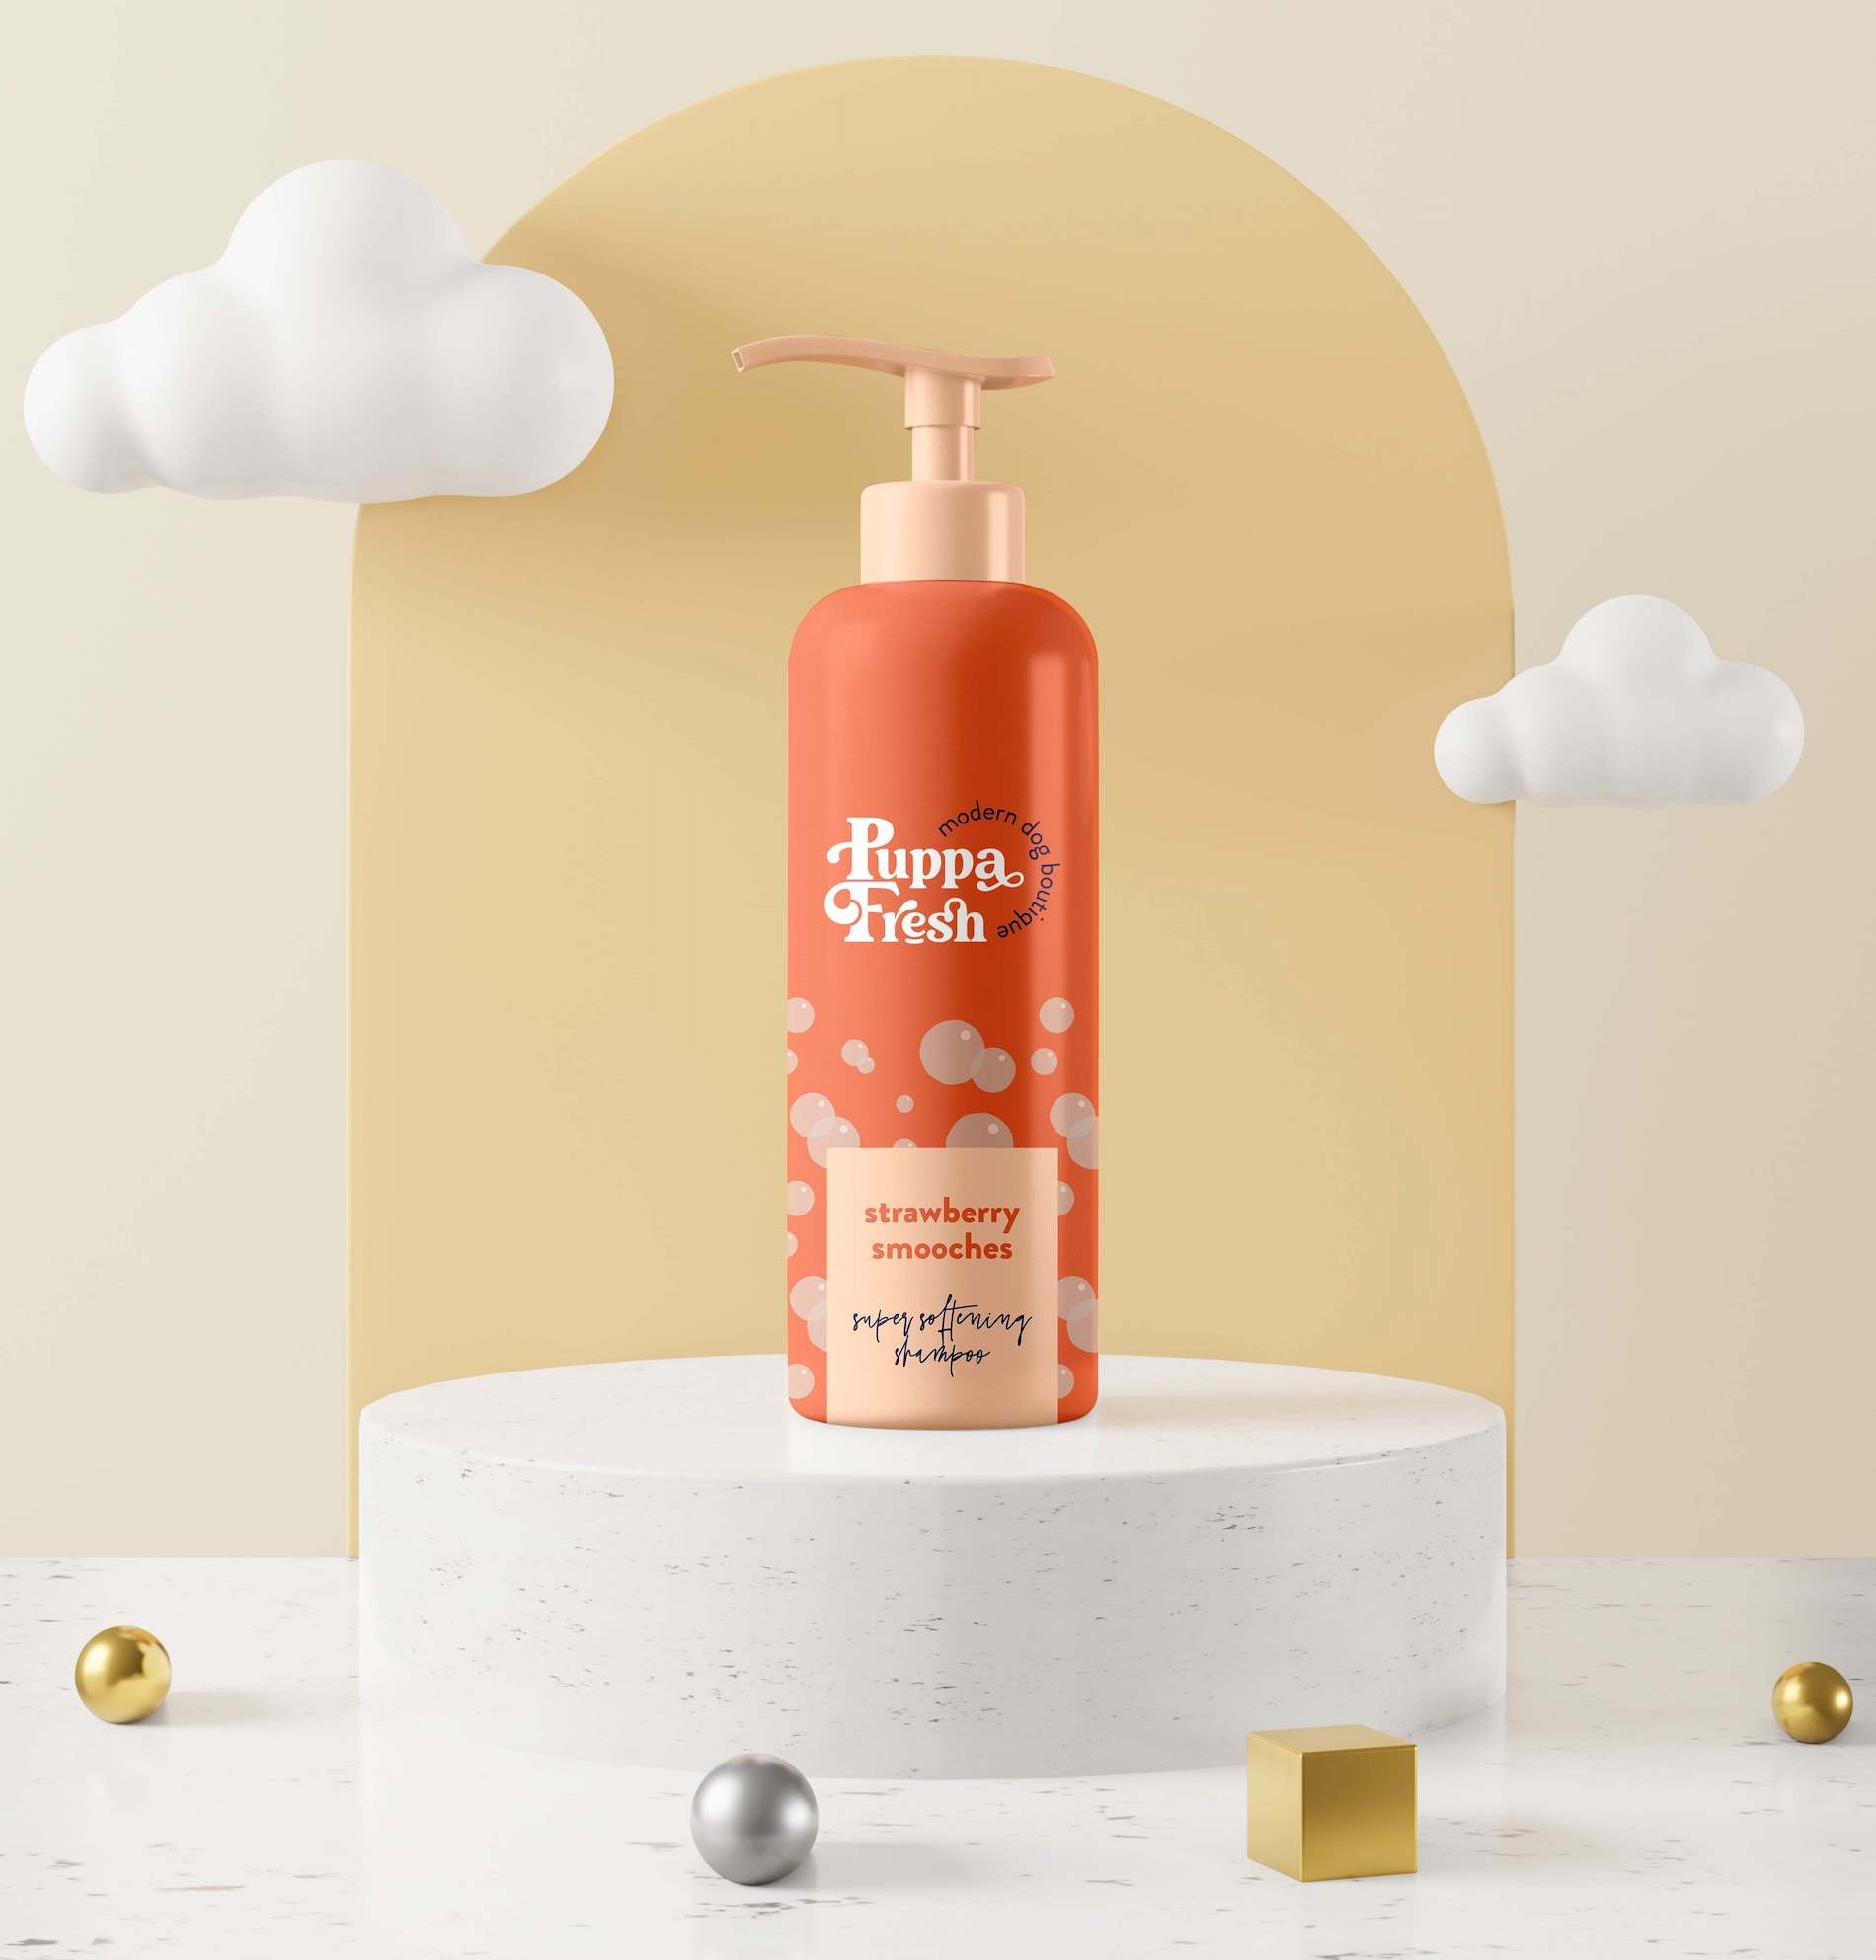 Puppa
Fresh
modern dog boutique
strawberry
smooches
super softening
shampoo